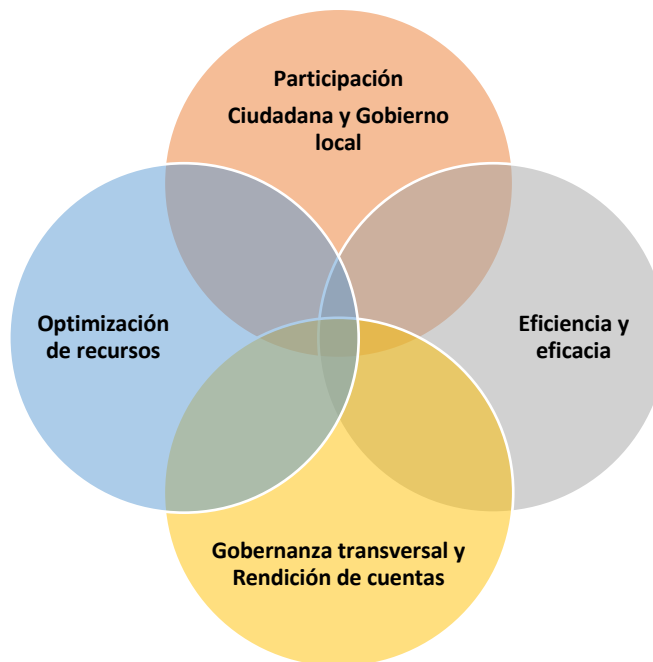 Participación
Ciudadana y Gobierno
local
Optimización
de recursos
Eficiencia y
eficacia
Gobernanza transversal y
Rendición de cuentas